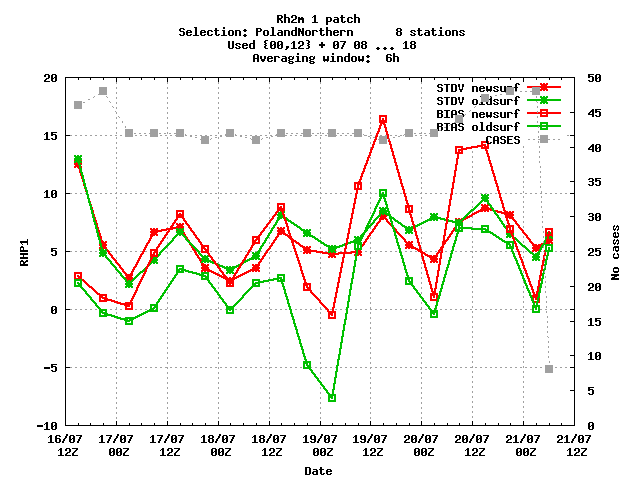 Rh2m 1 patch
Selection: PolandNorthern 8 stations
Used {00,12} + 07 08 ... 18
Averaging window: 6h
STDV newsurf
STDV oldsurf
BIAS newsurf
BIAS oldsurf
CASES
20
15
10
5
0
-5
-10
RHP1
50
45
40
35
30
25
20
15
10
5
0
No cases
16/07 17/07 17/07 18/07 18/07 19/07 19/07 20/07 20/07 21/07 21/07
12Z 00Z 12Z 00Z 12Z 00Z 12Z 00Z 12Z 00Z 12Z
Date